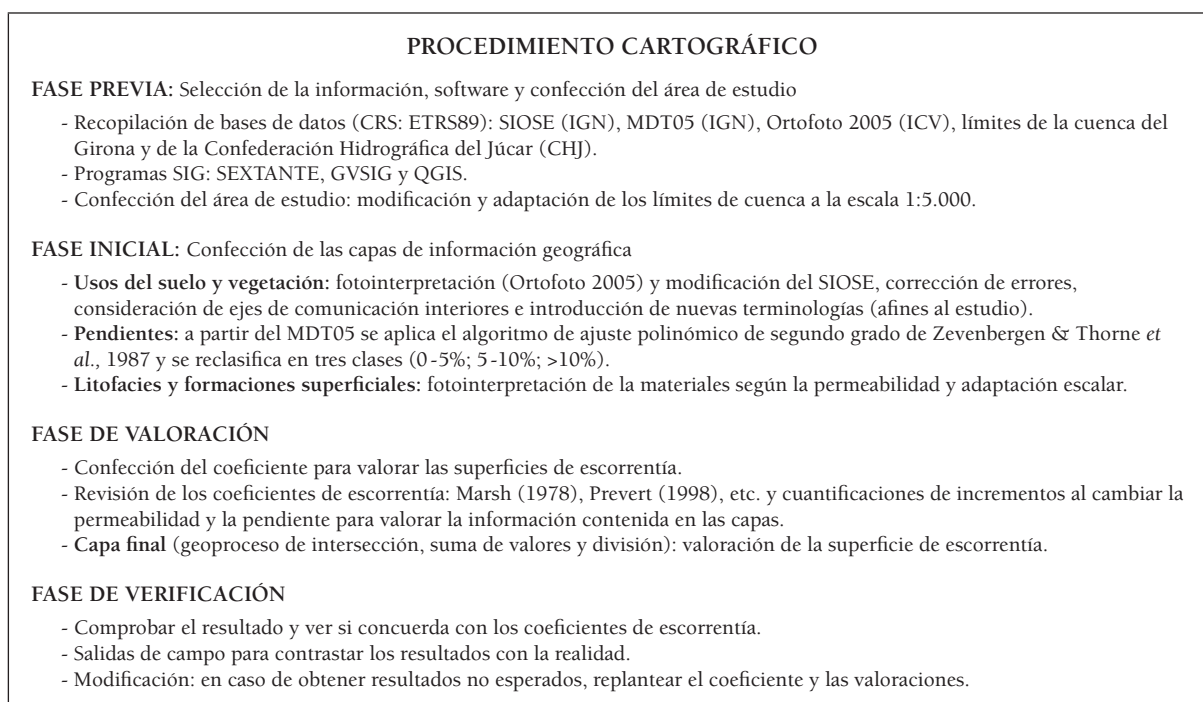 PROCEDIMIENTO CARTOGRÁFICO
FASE PREVIA: Selección de la información, software y confección del área de estudio
- Recopilación de bases de datos (CRS: ETRS89): SIOSE (IGN), MDT05 (IGN), Ortofoto 2005 (ICV), límites de la cuenca del
Girona y de la Confederación Hidrográfica del Júcar (CHJ).
- Programas SIG: SEXTANTE, GVSIG y QGIS.
- Confección del área de estudio: modificación y adaptación de los límites de cuenca a la escala 1:5.000.
FASE INICIAL: Confección de las capas de información geográfica
- Usos del suelo y vegetación: fotointerpretación (Ortofoto 2005) y modificación del SIOSE, corrección de errores,
consideración de ejes de comunicación interiores e introducción de nuevas terminologías (afines al estudio).
- Pendientes: a partir del MDT05 se aplica el algoritmo de ajuste polinómico de segundo grado de Zevenbergen & Thorne et
al., 1987 y se reclasifica en tres clases (0-5%; 5-10%; >10%).
- Litofacies y formaciones superficiales: fotointerpretación de la materiales según la permeabilidad y adaptación escalar.
FASE DE VALORACIÓN
- Confección del coeficiente para valorar las superficies de escorrentía.
- Revisión de los coeficientes de escorrentía: Marsh (1978), Prevert (1998), etc. y cuantificaciones de incrementos al cambiar la
permeabilidad y la pendiente para valorar la información contenida en las capas.
- Capa final (geoproceso de intersección, suma de valores y división): valoración de la superficie de escorrentía.
FASE DE VERIFICACIÓN
- Comprobar el resultado y ver si concuerda con los coeficientes de escorrentía.
- Salidas de campo para contrastar los resultados con la realidad.
- Modificación: en caso de obtener resultados no esperados, replantear el coeficiente y las valoraciones.